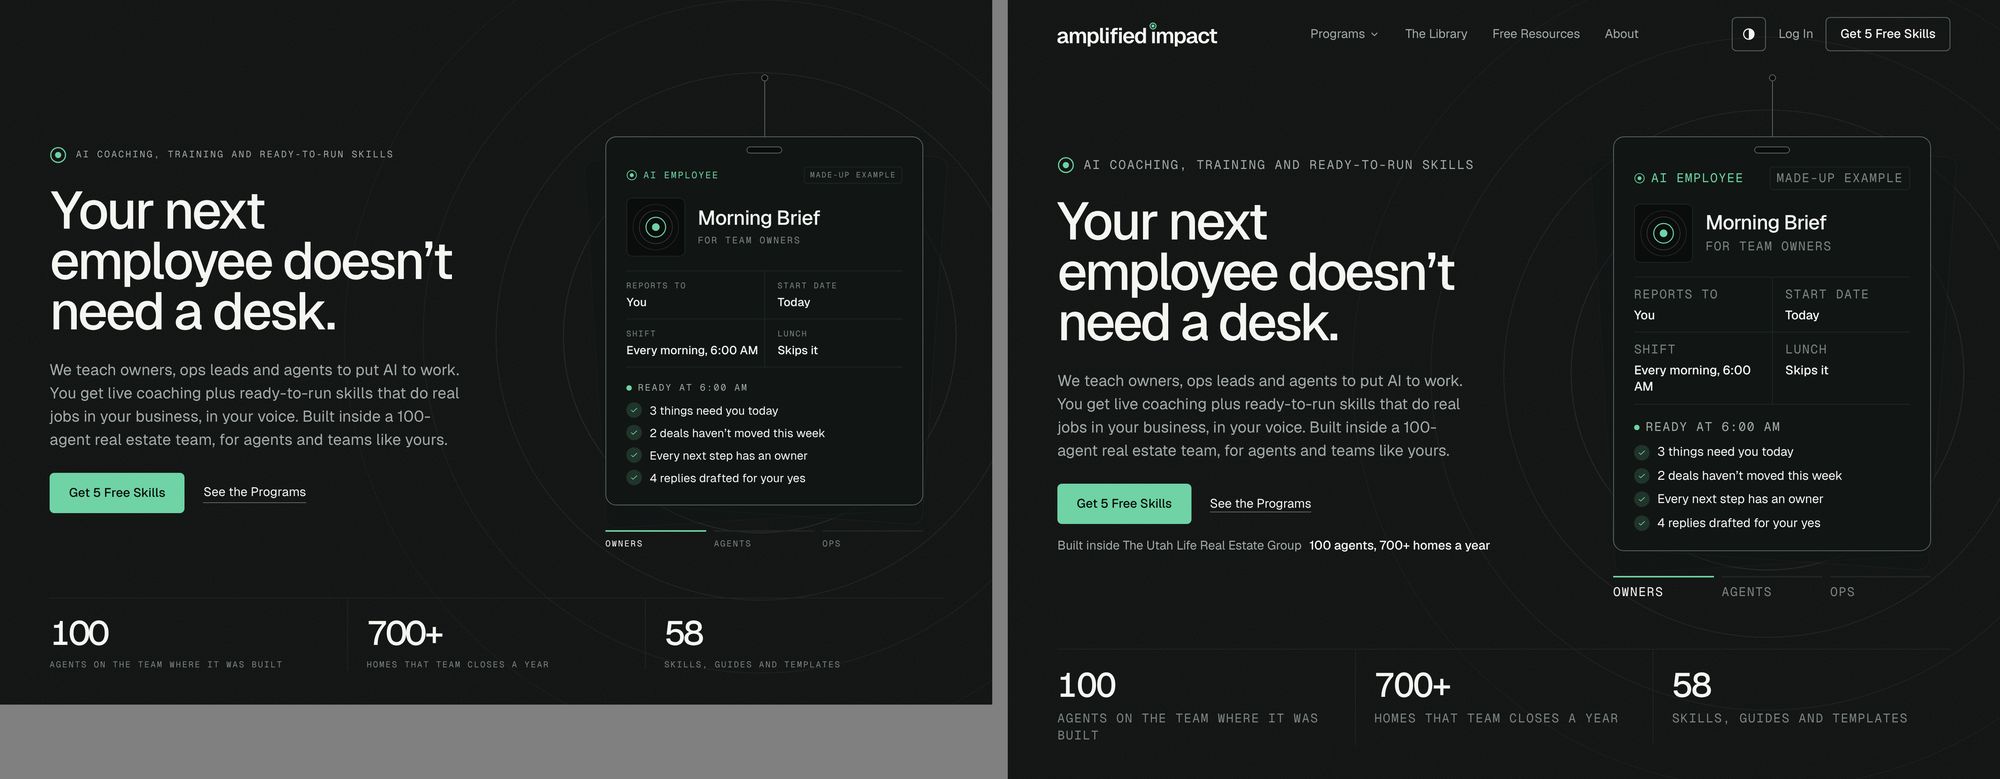 AI COACHING, TRAINING AND READY-TO-RUN SKILLS
Your next
employee doesn’t
need a desk.
We teach owners, ops leads and agents to put AI to work.
You get live coaching plus ready-to-run skills that do real
jobs in your business, in your voice. Built inside a 100-
agent real estate team, for agents and teams like yours.
Get 5 Free Skills
See the Programs
AI EMPLOYEE
MADE-UP EXAMPLE
Morning Brief
FOR TEAM OWNERS
REPORTS TO
You
START DATE
Today
SHIFT
Every morning, 6:00 AM
LUNCH
Skips it
READY AT 6:00 AM
3 things need you today
2 deals haven’t moved this week
Every next step has an owner
4 replies drafted for your yes
OWNERS
AGENTS
OPS
100
AGENTS ON THE TEAM WHERE IT WAS BUILT
700+
HOMES THAT TEAM CLOSES A YEAR
58
SKILLS, GUIDES AND TEMPLATES
amplified impact
Programs
The Library
Free Resources
About
Log In
Get 5 Free Skills
AI COACHING, TRAINING AND READY-TO-RUN SKILLS
Your next
employee doesn’t
need a desk.
We teach owners, ops leads and agents to put AI to work.
You get live coaching plus ready-to-run skills that do real
jobs in your business, in your voice. Built inside a 100-
agent real estate team, for agents and teams like yours.
Get 5 Free Skills
See the Programs
Built inside The Utah Life Real Estate Group 100 agents, 700+ homes a year
AI EMPLOYEE
MADE-UP EXAMPLE
Morning Brief
FOR TEAM OWNERS
REPORTS TO
You
START DATE
Today
SHIFT
Every morning, 6:00
AM
LUNCH
Skips it
READY AT 6:00 AM
3 things need you today
2 deals haven’t moved this week
Every next step has an owner
4 replies drafted for your yes
OWNERS
AGENTS
OPS
100
AGENTS ON THE TEAM WHERE IT WAS
BUILT
700+
HOMES THAT TEAM CLOSES A YEAR
58
SKILLS, GUIDES AND TEMPLATES